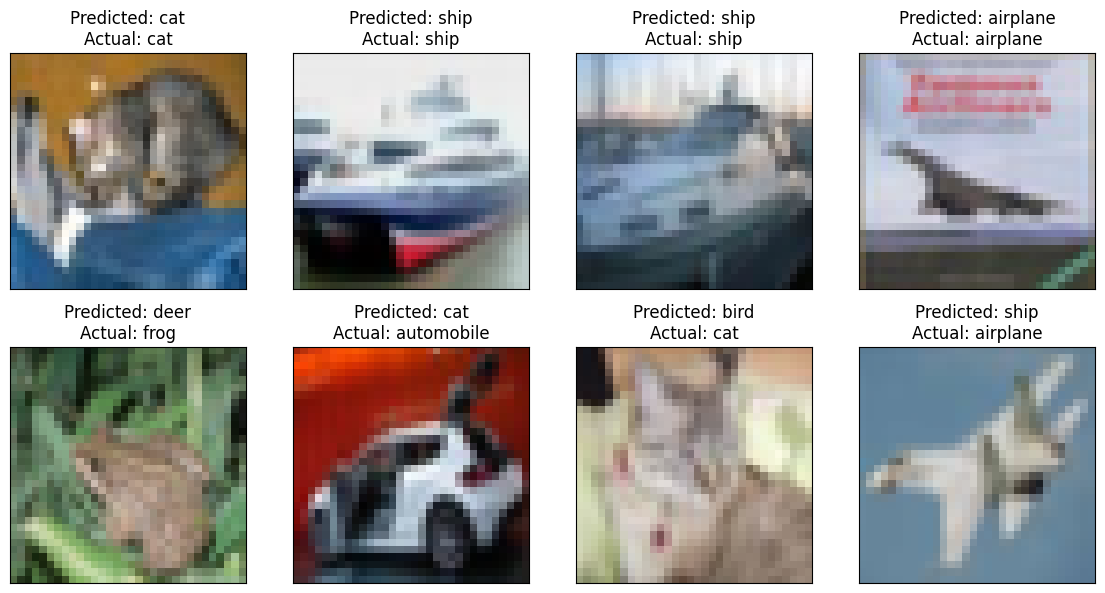 Predicted: cat
Actual: cat
Predicted: ship
Actual: ship
Predicted: ship
Actual: ship
Predicted: airplane
Actual: airplane
Predicted: deer
Actual: frog
Predicted: cat
Actual: automobile
Predicted: bird
Actual: cat
Predicted: ship
Actual: airplane